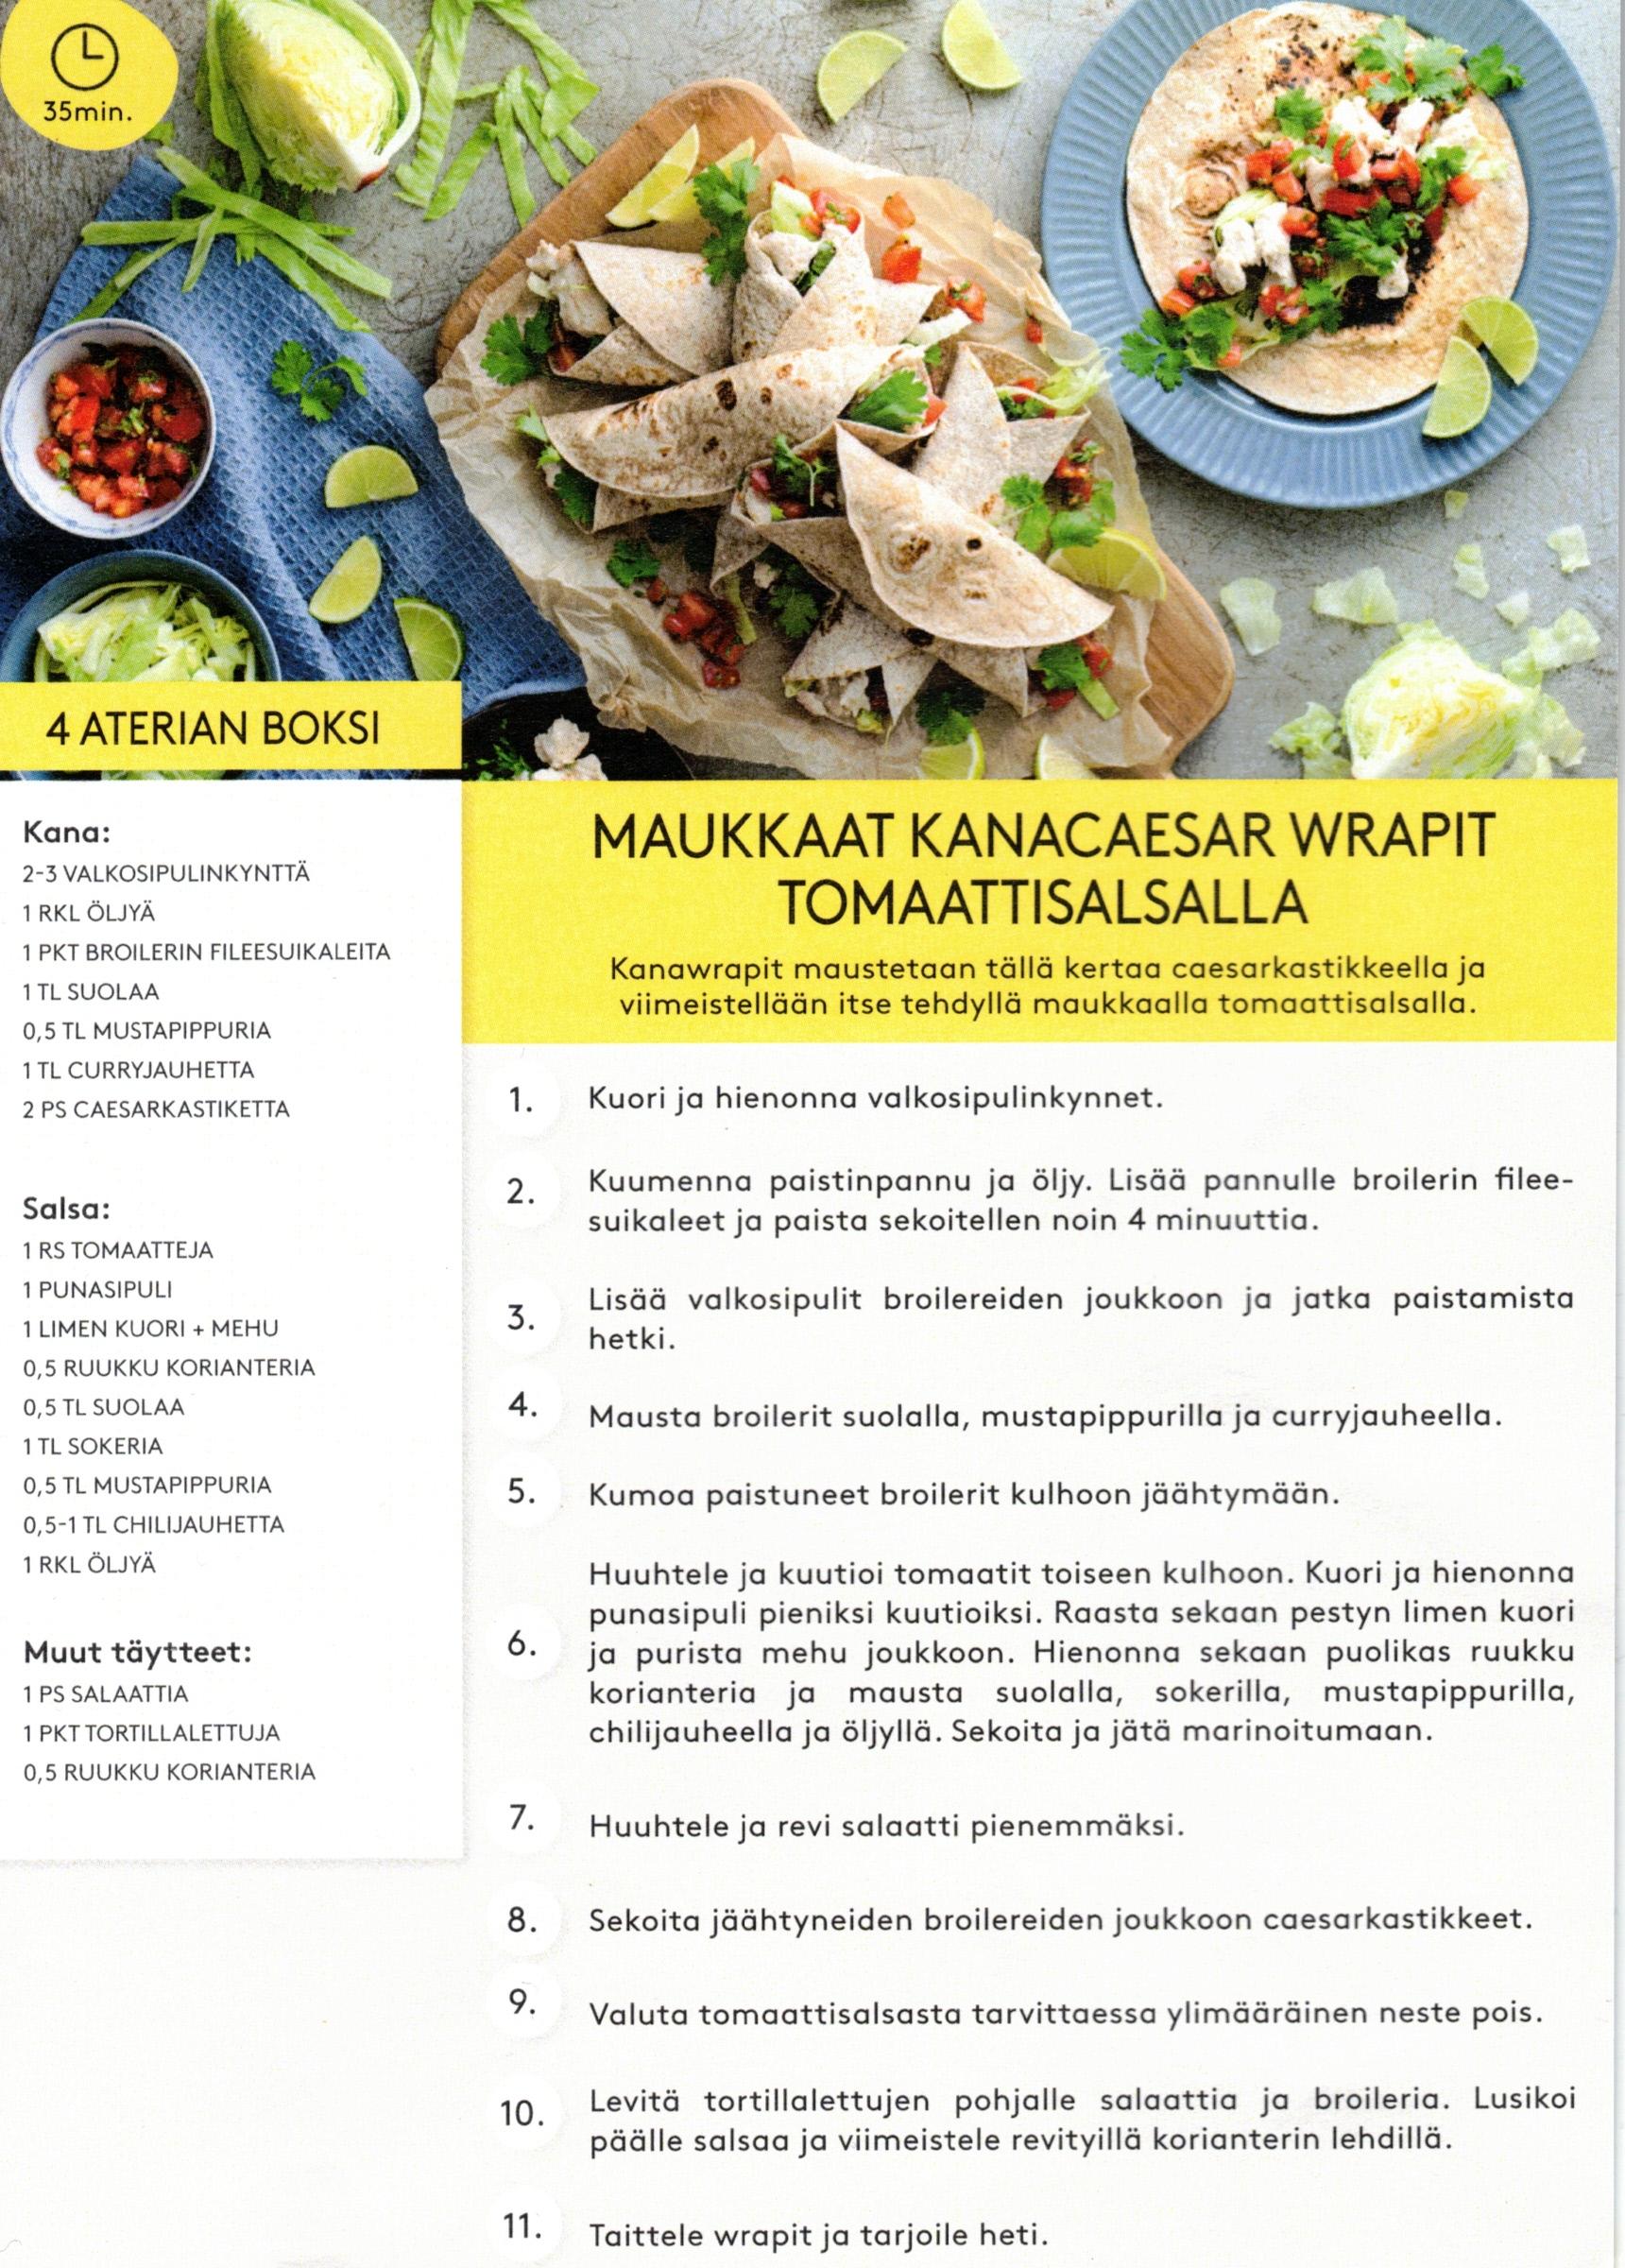 35min.
4 ATERIAN BOKSI
Kana:
2-3 VALKOSIPULINKYNTTÄ
1 RKL ÖLJYÄ
1 PKT BROILERIN FILEESUIKALEITA
1 TL SUOLAA
0,5 TL MUSTAPIPPURIA
1 TL CURRYJAUHETTA
2 PS CAESARKASTIKETTA
Salsa:
1 RS TOMAATTEJA
1 PUNASIPULI
1 LIMEN KUORI + MEHU
0,5 RUUKKU KORIANTERIA
0,5 TL SUOLAA
1 TL SOKERIA
0,5 TL MUSTAPIPPURIA
0,5-1 TL CHILIJAUHETTA
1 RKL ÖLJYÄ
Muut täytteet:
1 PS SALAATTIA
1 PKT TORTILLALETTUJA
0,5 RUUKKU KORIANTERIA
MAUKKAAT KANACAESAR WRAPIT
TOMAATTISALSALLA
Kanawrapit maustetaan tällä kertaa caesarkastikkeella ja
viimeistellään itse tehdyllä maukkaalla tomaattisalsalla.
1. Kuori ja hienonna valkosipulinkynnet.
2. Kuumenna paistinpannu ja öljy. Lisää pannulle broilerin filee-
suikaleet ja paista sekoitellen noin 4 minuuttia.
3. Lisää valkosipulit broilereiden joukkoon ja jatka paistamista
hetki.
4. Mausta broilerit suolalla, mustapippurilla ja curryjauheella.
5. Kumoa paistuneet broilerit kulhoon jäähtymään.
6. Huuhtele ja kuutioi tomaatit toiseen kulhoon. Kuori ja hienonna
punasipuli pieniksi kuutioiksi. Raasta sekaan pestyn limen kuori
ja purista mehu joukkoon. Hienonna sekaan puolikas ruukku
korianteria ja mausta suolalla, sokerilla, mustapippurilla,
chilijauheella ja öljyllä. Sekoita ja jätä marinoitumaan.
7. Huuhtele ja revi salaatti pienemmäksi.
8. Sekoita jäähtyneiden broilereiden joukkoon caesarkastikkeet.
9. Valuta tomaattisalsasta tarvittaessa ylimääräinen neste pois.
10. Levitä tortillalettujen pohjalle salaattia ja broileria. Lusikoi
päälle salsaa ja viimeistele revityillä korianterin lehdillä.
11. Taittele wrapit ja tarjoile heti.